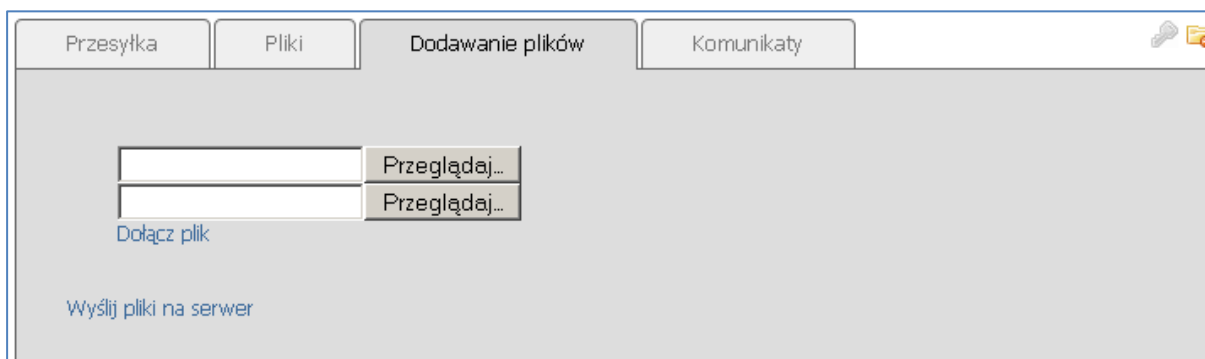 Przesyłka Pliki Dodawanie plików Komunikaty
Przeglądaj...
Przeglądaj...
Dołącz plik
Wyślij pliki na serwer